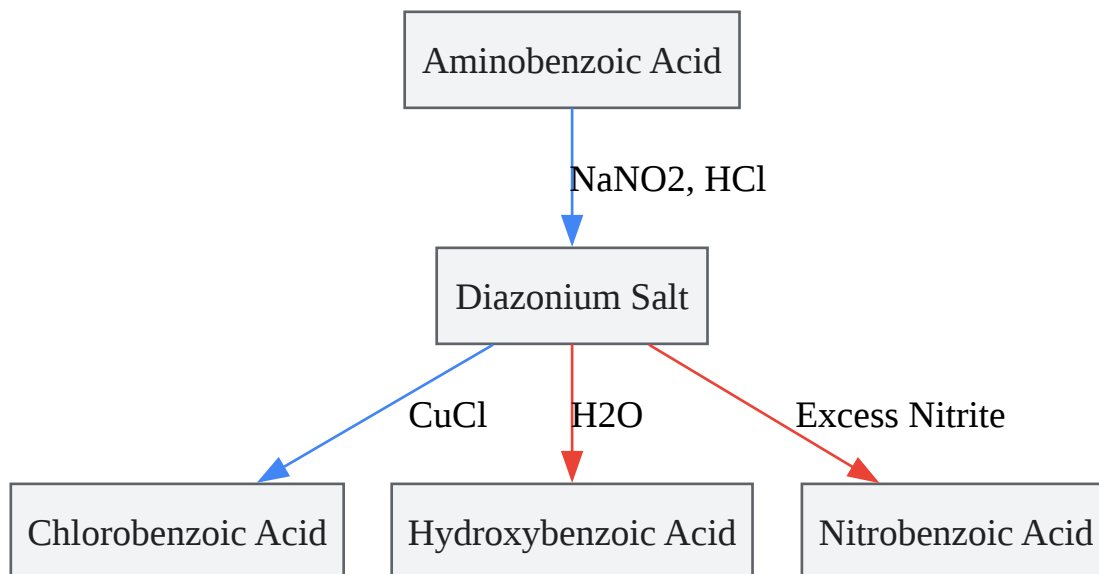 Aminobenzoic Acid
NaNO2, HCl
Diazonium Salt
CuCl
H2O
Excess Nitrite
Chlorobenzoic Acid
Hydroxybenzoic Acid
Nitrobenzoic Acid